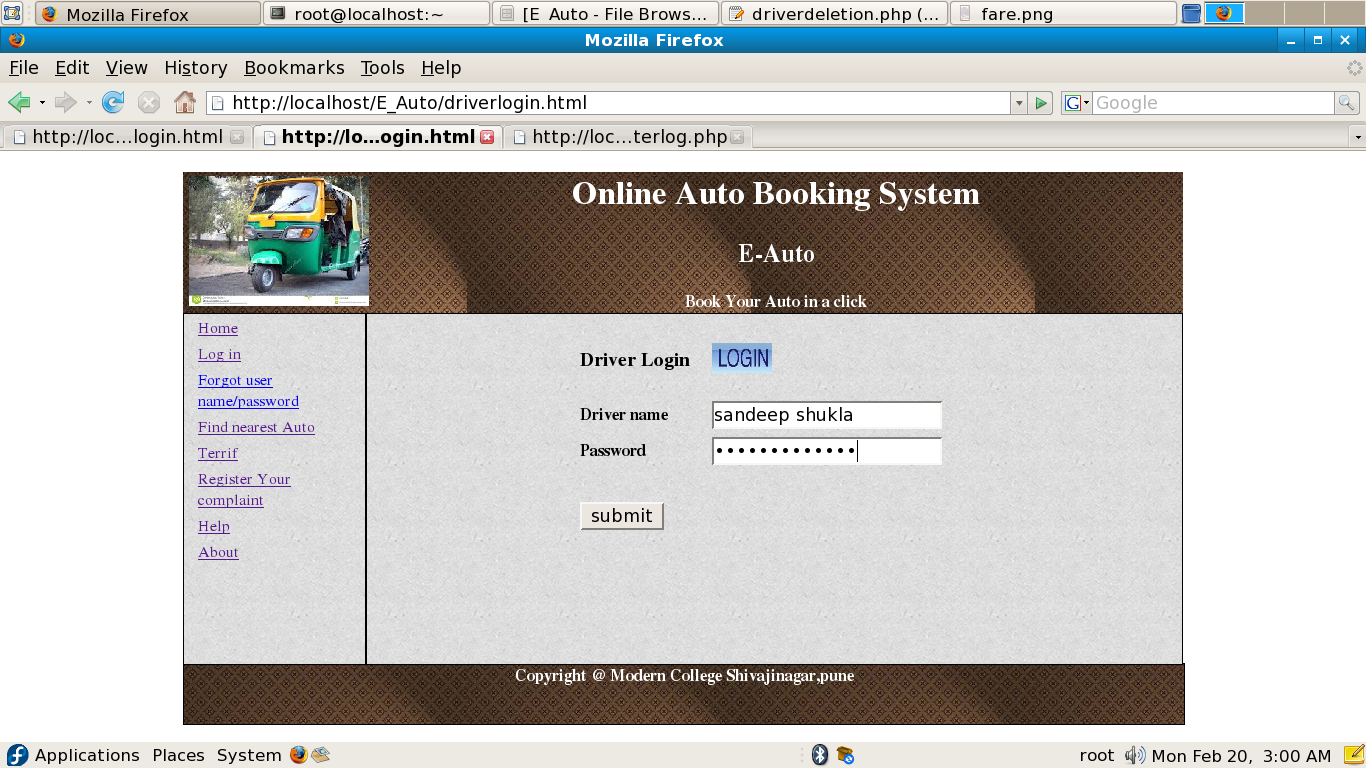 Mozilla Firefox
root@localhost:~
[E Auto - File Brows...
driverdeletion.php (...
fare.png
Mozilla Firefox
File Edit View History Bookmarks Tools Help
http://localhost/E_Auto/driverlogin.html
G
Google
http://loc...login.html
http://lo...ogin.html
http://loc...terlog.php
Online Auto Booking System
E-Auto
Book Your Auto in a click
Home
Log in
Forgot user
name/password
Find nearest Auto
Terrif
Register Your
complaint
Help
About
Driver Login
LOGIN
Driver name
sandeep shukla
Password
submit
Copyright @ Modern College Shivajinagar,pune
Applications Places System
root
Mon Feb 20, 3:00 AM